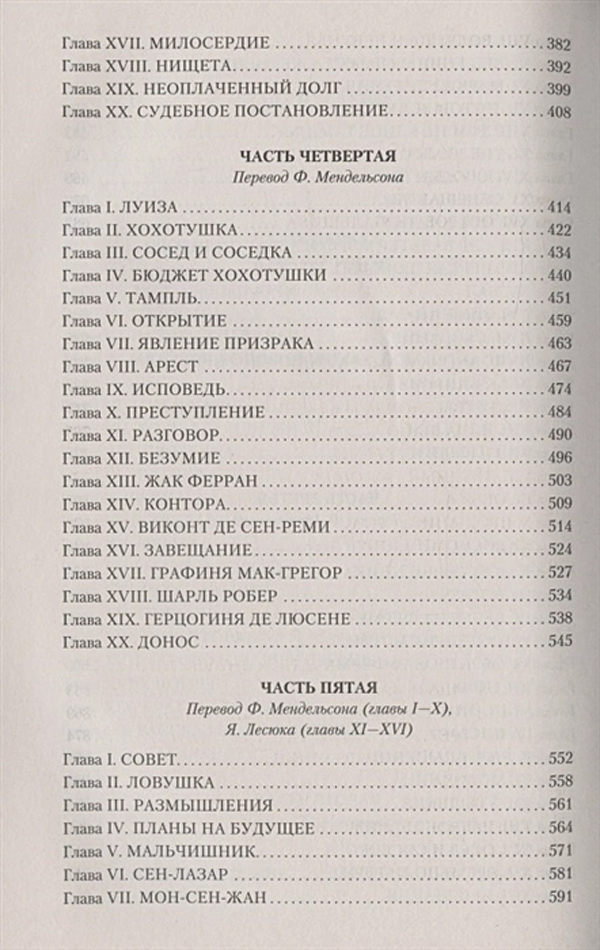 Глава XVII. МИЛОСЕРДИЕ ........ 382
Глава XVIII. НИЩЕТА ........ 392
Глава XIX. НЕОПЛАЧЕННЫЙ ДОЛГ ........ 399
Глава XX. СУДЕБНОЕ ПОСТАНОВЛЕНИЕ ........ 408
ЧАСТЬ ЧЕТВЕРТАЯ
Перевод Ф. Мендельсона
Глава I. ЛУИЗА ........ 414
Глава II. ХОХОТУШКА ........ 422
Глава III. СОСЕД И СОСЕДКА ........ 434
Глава IV. БЮДЖЕТ ХОХОТУШКИ ........ 440
Глава V. ТАМПЛЬ ........ 451
Глава VI. ОТКРЫТИЕ ........ 459
Глава VII. ЯВЛЕНИЕ ПРИЗРАКА ........ 463
Глава VIII. АРЕСТ ........ 467
Глава IX. ИСПОВЕДЬ ........ 474
Глава X. ПРЕСТУПЛЕНИЕ ........ 484
Глава XI. РАЗГОВОР ........ 490
Глава XII. БЕЗУМИЕ ........ 496
Глава XIII. ЖАК ФЕРРАН ........ 503
Глава XIV. КОНТОРА ........ 509
Глава XV. ВИКОНТ ДЕ СЕН-РЕМИ ........ 514
Глава XVI. ЗАВЕЩАНИЕ ........ 524
Глава XVII. ГРАФИНЯ МАК-ГРЕГОР ........ 527
Глава XVIII. ШАРЛЬ РОБЕР ........ 534
Глава XIX. ГЕРЦОГИНЯ ДЕ ЛЮСЕНЕ ........ 538
Глава XX. ДОНОС ........ 545
ЧАСТЬ ПЯТАЯ
Перевод Ф. Мендельсона (главы I—X),
Я. Лесюка (главы XI—XVI)
Глава I. СОВЕТ ........ 552
Глава II. ЛОВУШКА ........ 558
Глава III. РАЗМЫШЛЕНИЯ ........ 561
Глава IV. ПЛАНЫ НА БУДУЩЕЕ ........ 564
Глава V. МАЛЬЧИШНИК ........ 571
Глава VI. СЕН-ЛАЗАР ........ 581
Глава VII. МОН-СЕН-ЖАН ........ 591